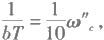 1/bT = 1/10 ω″c,